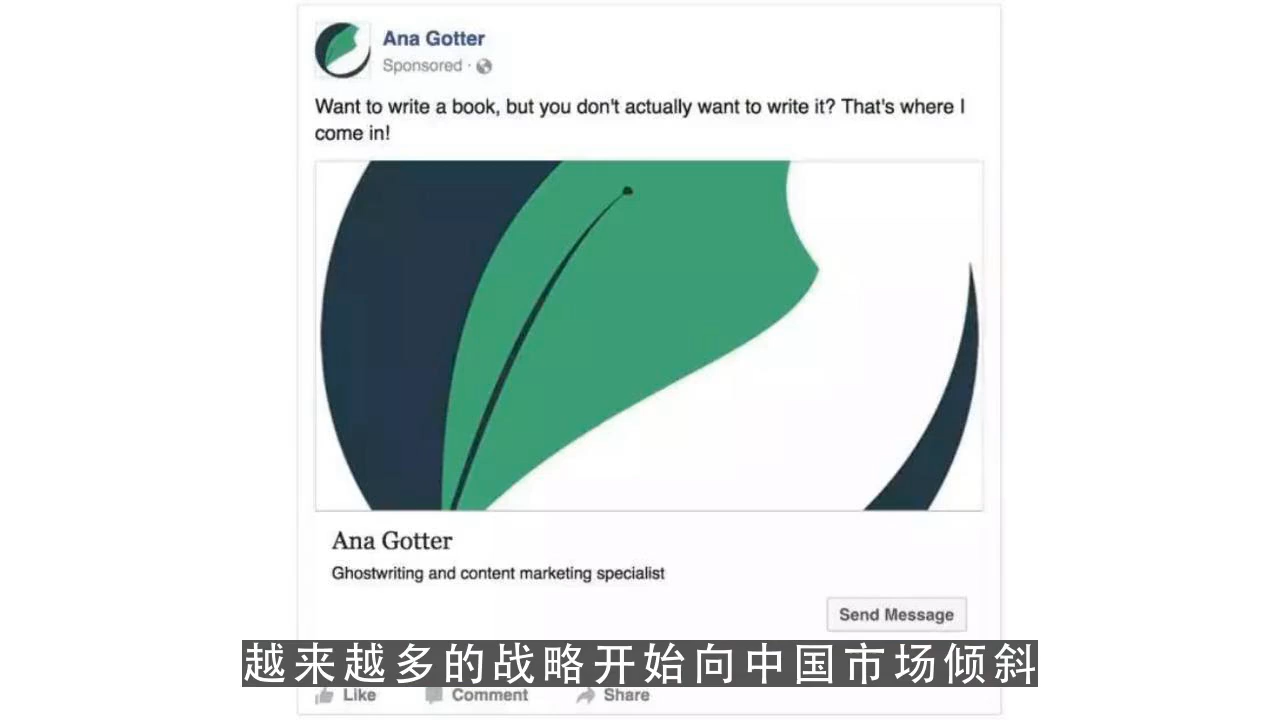 Ana Gotter
Sponsored ·
Want to write a book, but you don't actually want to write it? That's where I
come in!
Ana Gotter
Ghostwriting and content marketing specialist
Send Message
越来越多的战略开始向中国市场倾斜
Like Comment Share